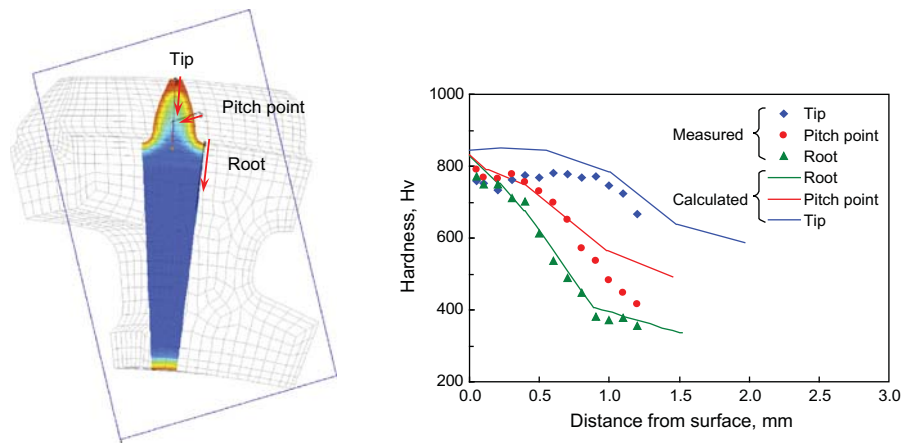 Tip
Pitch point
Root
1000
800
600
400
200
0.0
0.5
1.0
1.5
2.0
2.5
3.0
Hardness, Hv
Distance from surface, mm
Measured
Tip
Pitch point
Root
Calculated
Root
Pitch point
Tip